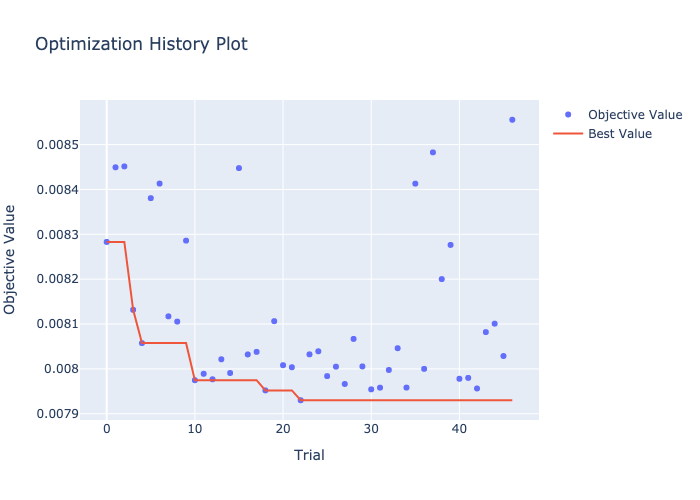 Optimization History Plot
Objective Value
Best Value
0.0085
0.0084
0.0083
0.0082
0.0081
0.008
0.0079
Objective Value
0 10 20 30 40
Trial